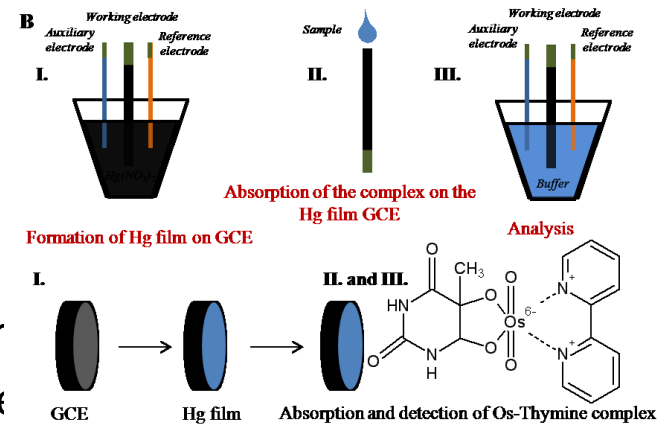 B
Working electrode
Auxiliary electrode
Reference electrode
I.
Hg(NO₃)₂
Formation of Hg film on GCE
Sample
II.
Absorption of the complex on the
Hg film GCE
Working electrode
Auxiliary electrode
Reference electrode
III.
Buffer
Analysis
I.
GCE
Hg film
II. and III.
O
CH₃
HN
O
N
H
O
O
O
Os
6-
O
N
+
N
+
Absorption and detection of Os-Thymine complex